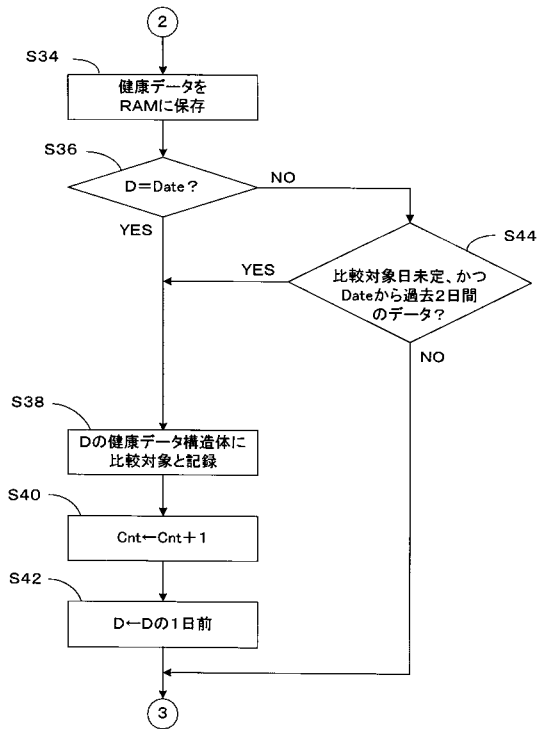 2
S34
健康データを
RAMに保存
S36
D=Date?
NO
YES
S44
比較対象日未定、かつ
Dateから過去2日間
のデータ?
YES
NO
S38
Dの健康データ構造体に
比較対象と記録
S40
Cnt←Cnt+1
S42
D←Dの1日前
3